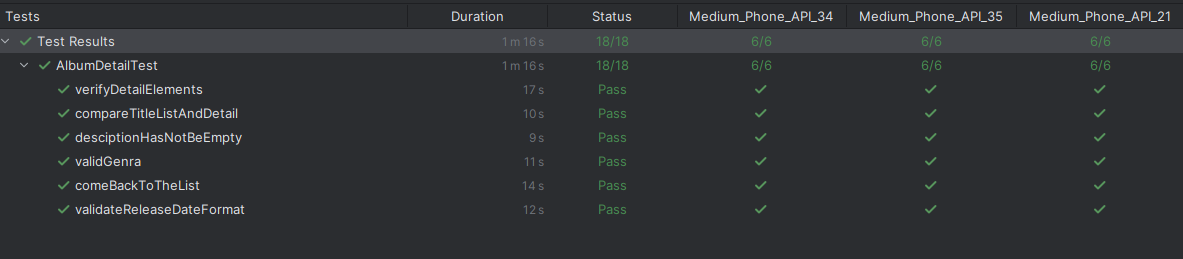 Tests Duration Status Medium_Phone_API_34 Medium_Phone_API_35 Medium_Phone_API_21
Test Results 1 m 16 s 18/18 6/6 6/6 6/6
AlbumDetailTest 1 m 16 s 18/18 6/6 6/6 6/6
verifyDetailElements 17 s Pass
compareTitleListAndDetail 10 s Pass
desciptionHasNotBeEmpty 9 s Pass
validGenra 11 s Pass
comeBackToTheList 14 s Pass
validateReleaseDateFormat 12 s Pass